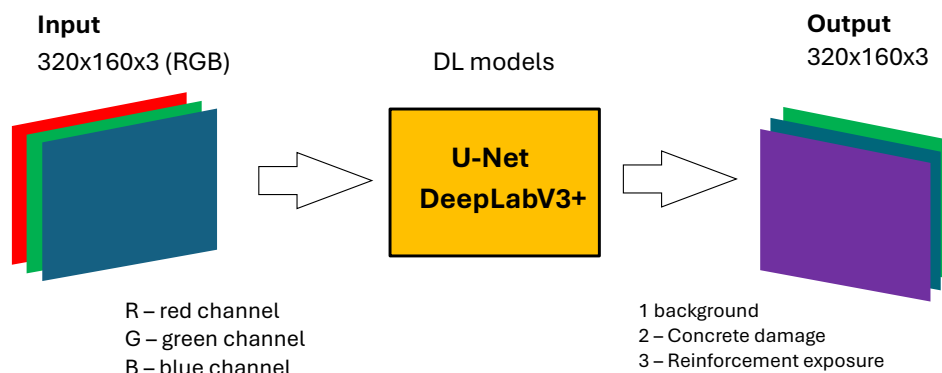 Input
320x160x3 (RGB)
DL models
Output
320x160x3
U-Net
DeepLabV3+
R – red channel
G – green channel
B – blue channel
1 background
2 – Concrete damage
3 – Reinforcement exposure